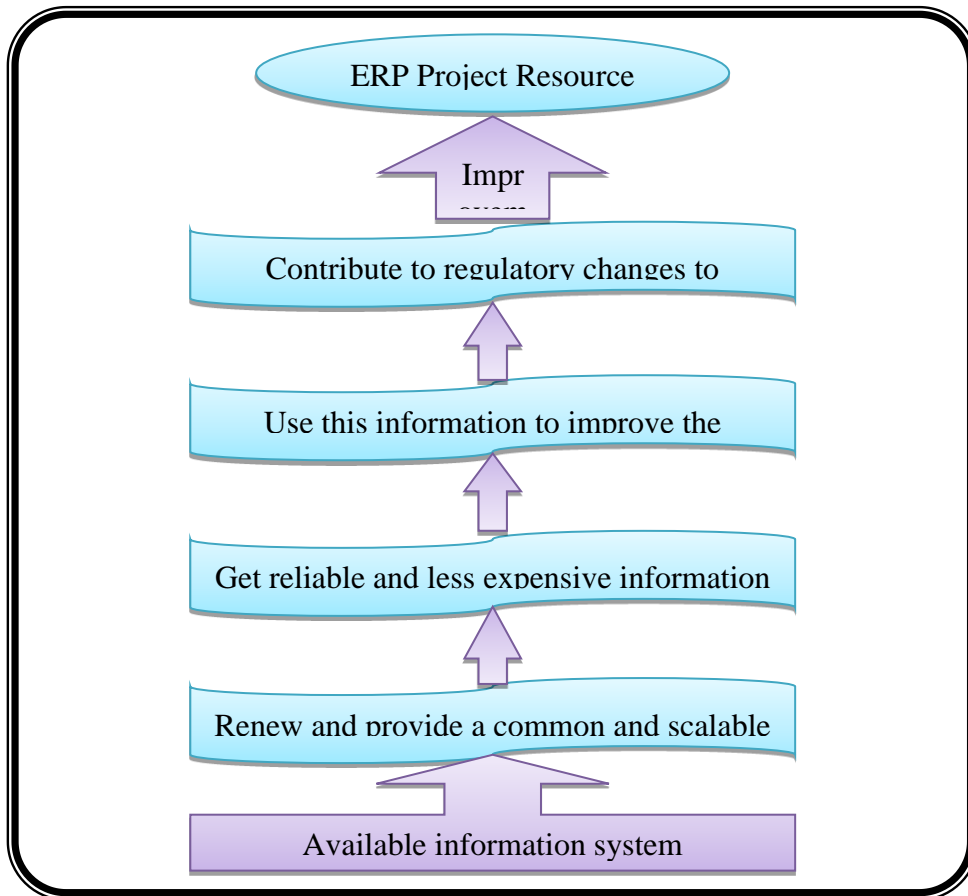 ERP Project Resource
Impr
ovem
Contribute to regulatory changes to
Use this information to improve the
Get reliable and less expensive information
Renew and provide a common and scalable
Available information system